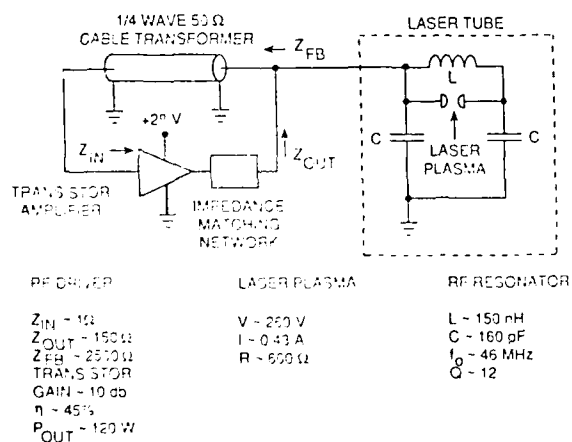 1/4 WAVE 50 Ω
CABLE TRANSFORMER
Z_FB
LASER TUBE
L
Z_IN
V
Z_OUT
C
C
LASER
PLASMA
TRANSISTOR
AMPLIFIER
IMPEDANCE
MATCHING
NETWORK
RF DRIVER
Z_IN ~ 4Ω
Z_OUT ~ 150 Ω
Z_FB ~ 2500 Ω
TRANSISTOR
GAIN ~ 10 db
η ~ 45%
P_OUT ~ 120 W
LASER PLASMA
V ~ 260 V
I ~ 0.43 A
R ~ 600 Ω
RF RESONATOR
L ~ 150 nH
C ~ 160 pF
f_o ~ 46 MHz
Q ~ 12